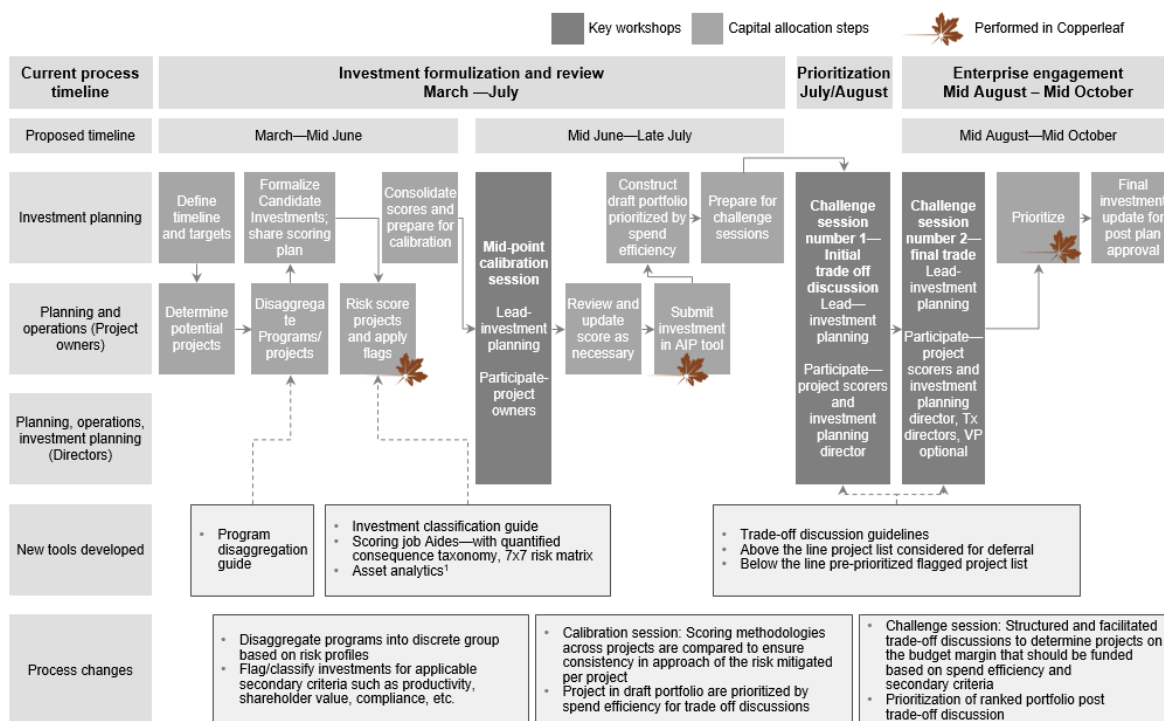 Key workshops
Capital allocation steps
Performed in Copperleaf
Current process
timeline
Investment formulization and review
March —July
Prioritization
July/August
Enterprise engagement
Mid August – Mid October
Proposed timeline
March—Mid June
Mid June—Late July
Mid August—Mid October
Investment planning
Define
timeline
and targets
Formalize
Candidate
Investments;
share scoring
plan
Consolidate
scores and
prepare for
calibration
Mid-point
calibration
session
Lead-
investment
planning
Participate-
project
owners
Construct
draft portfolio
prioritized by
spend
efficiency
Prepare for
challenge
sessions
Challenge
session
number 1—
Initial
trade off
discussion
Lead—
investment
planning
Participate—
project scorers
and
investment
planning
director
Challenge
session
number 2—
final trade
Lead-
investment
planning
Participate—
project
scorers and
investment
planning
director, Tx
directors, VP
optional
Prioritize
Final
investment
update for
post plan
approval
Planning and
operations (Project
owners)
Determine
potential
projects
Disaggrega
te
Programs/
projects
Risk score
projects
and apply
flags
Review and
update
score as
necessary
Submit
investment
in AIP tool
Planning, operations,
investment planning
(Directors)
New tools developed
• Program
disaggregation
guide
• Investment classification guide
• Scoring job Aides—with quantified
consequence taxonomy, 7x7 risk matrix
• Asset analytics¹
• Trade-off discussion guidelines
• Above the line project list considered for deferral
• Below the line pre-prioritized flagged project list
Process changes
• Disaggregate programs into discrete group
based on risk profiles
• Flag/classify investments for applicable
secondary criteria such as productivity,
shareholder value, compliance, etc.
• Calibration session: Scoring methodologies
across projects are compared to ensure
consistency in approach of the risk mitigated
per project
• Project in draft portfolio are prioritized by
spend efficiency for trade off discussions
• Challenge session: Structured and facilitated
trade-off discussions to determine projects on
the budget margin that should be funded
based on spend efficiency and
secondary criteria
• Prioritization of ranked portfolio post
trade-off discussion